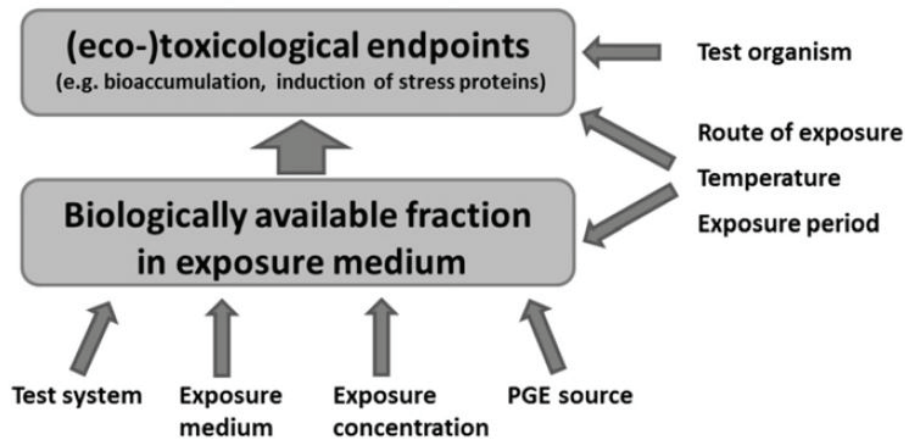 (eco-)toxicological endpoints
(e.g. bioaccumulation, induction of stress proteins)
Test organism
Route of exposure
Temperature
Exposure period
Biologically available fraction
in exposure medium
Test system
Exposure
medium
Exposure
concentration
PGE source